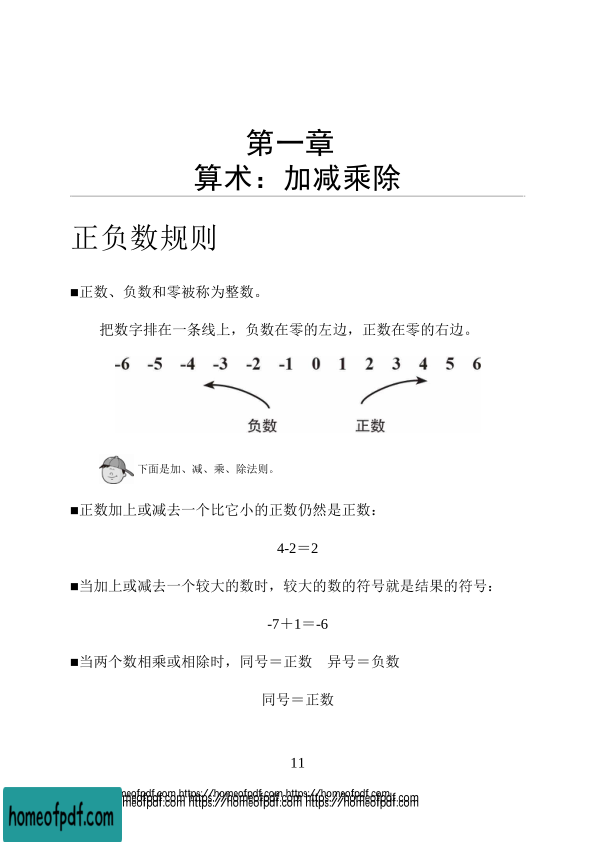 第一章
算术：加减乘除
正负数规则
■正数、负数和零被称为整数。
把数字排在一条线上，负数在零的左边，正数在零的右边。
-6 -5 -4 -3 -2 -1 0 1 2 3 4 5 6
负数 正数
下面是加、减、乘、除法则。
■正数加上或减去一个比它小的正数仍然是正数：
4-2＝2
■当加上或减去一个较大的数时，较大的数的符号就是结果的符号：
-7＋1＝-6
■当两个数相乘或相除时，同号＝正数　异号＝负数
同号＝正数
11
homeofpdf.com https://homeofpdf.com https://homeofpdf.com
homeofpdf.com https://homeofpdf.com https://homeofpdf.com
homeofpdf.com